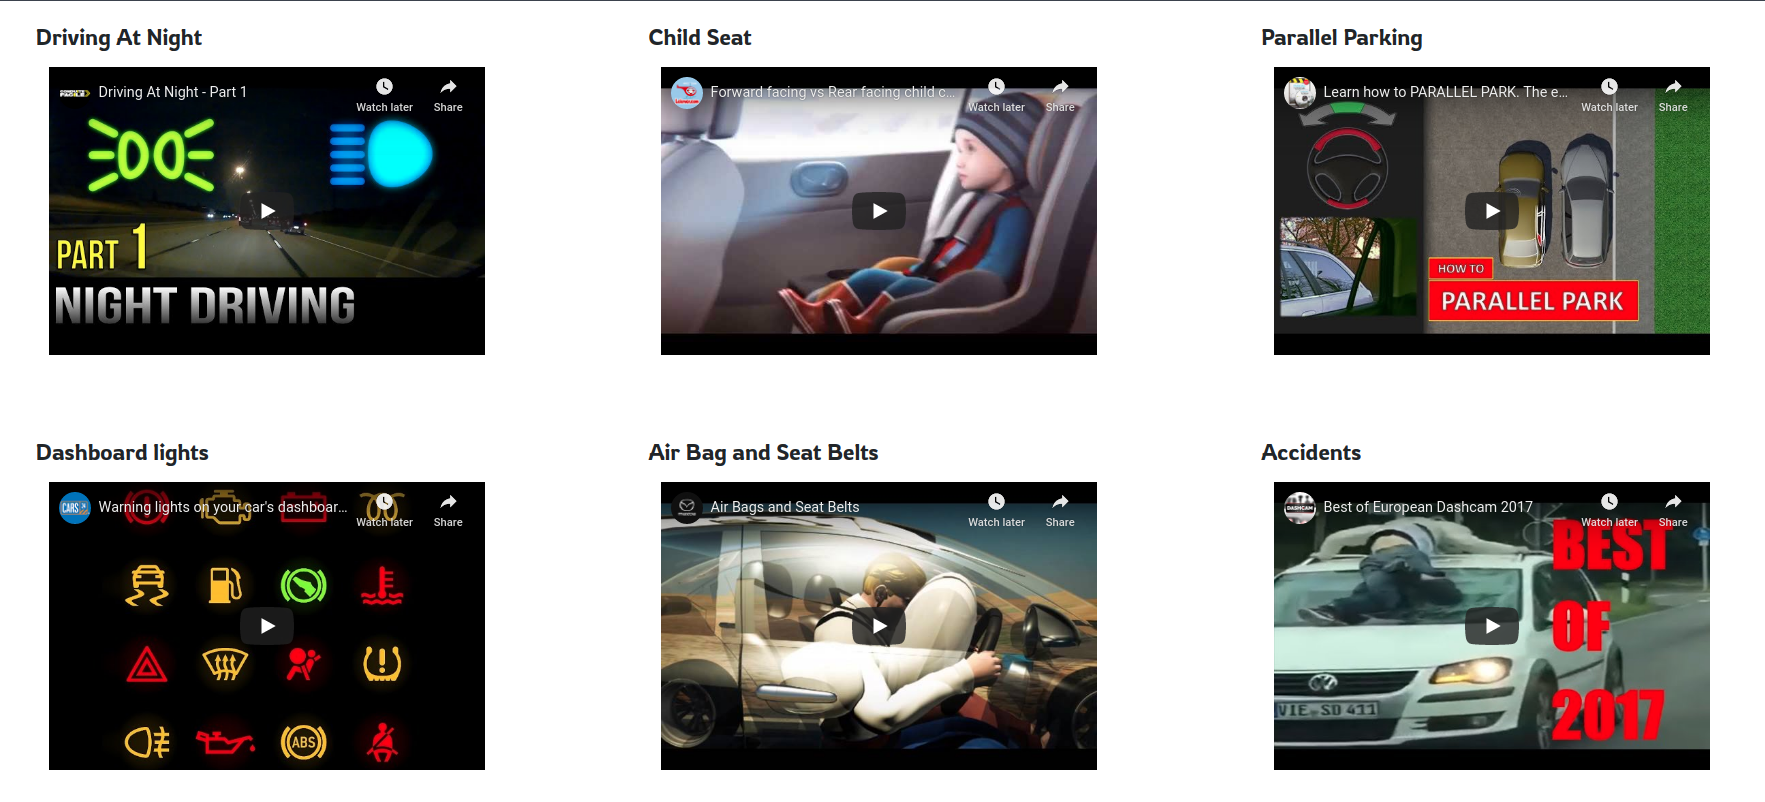 Driving At Night
Child Seat
Parallel Parking
Driving At Night - Part 1
Watch later
Share
PART 1
NIGHT DRIVING
Forward facing vs Rear facing child c...
Watch later
Share
Learn how to PARALLEL PARK. The e...
Watch later
Share
HOW TO
PARALLEL PARK
Dashboard lights
Air Bag and Seat Belts
Accidents
CARS
Warning lights on your car's dashboar...
Watch later
Share
ABS
Air Bags and Seat Belts
Watch later
Share
DASHCAM
Best of European Dashcam 2017
Watch later
Share
BEST
OF
2017
VIE SD 411